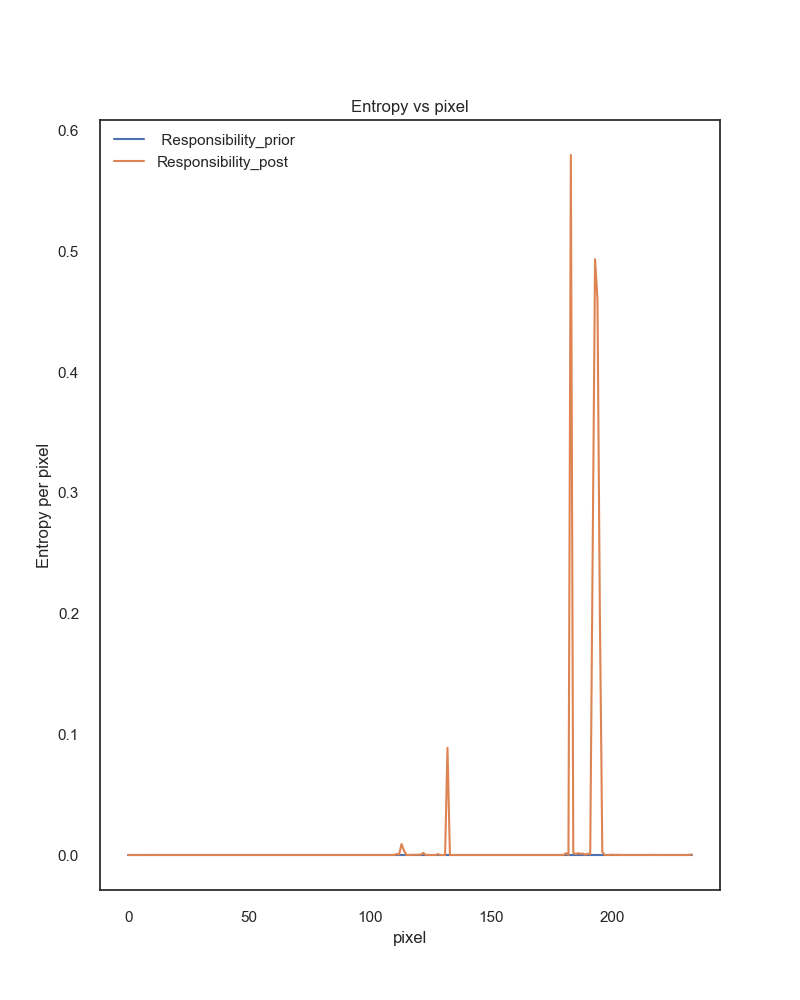 Entropy vs pixel
Responsibility_prior
Responsibility_post
0.6
0.5
0.4
0.3
0.2
0.1
0.0
Entropy per pixel
0 50 100 150 200
pixel